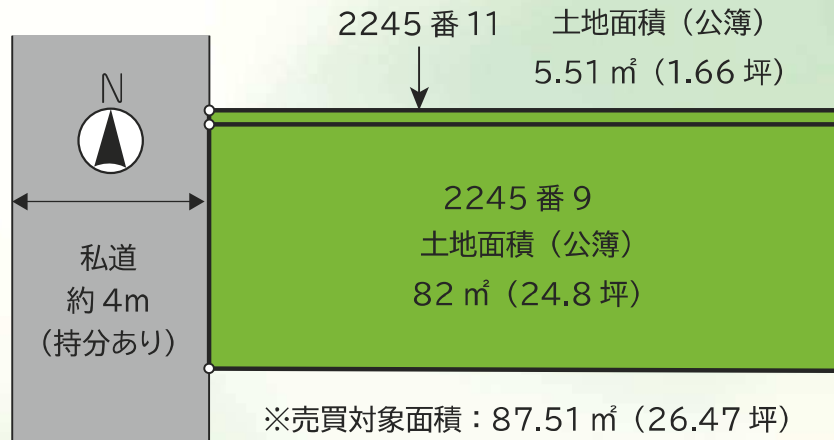 2245番11
土地面積（公簿）
5.51㎡（1.66坪）
N
2245番9
土地面積（公簿）
82㎡（24.8坪）
私道
約4m
（持分あり）
※売買対象面積：87.51㎡（26.47坪）